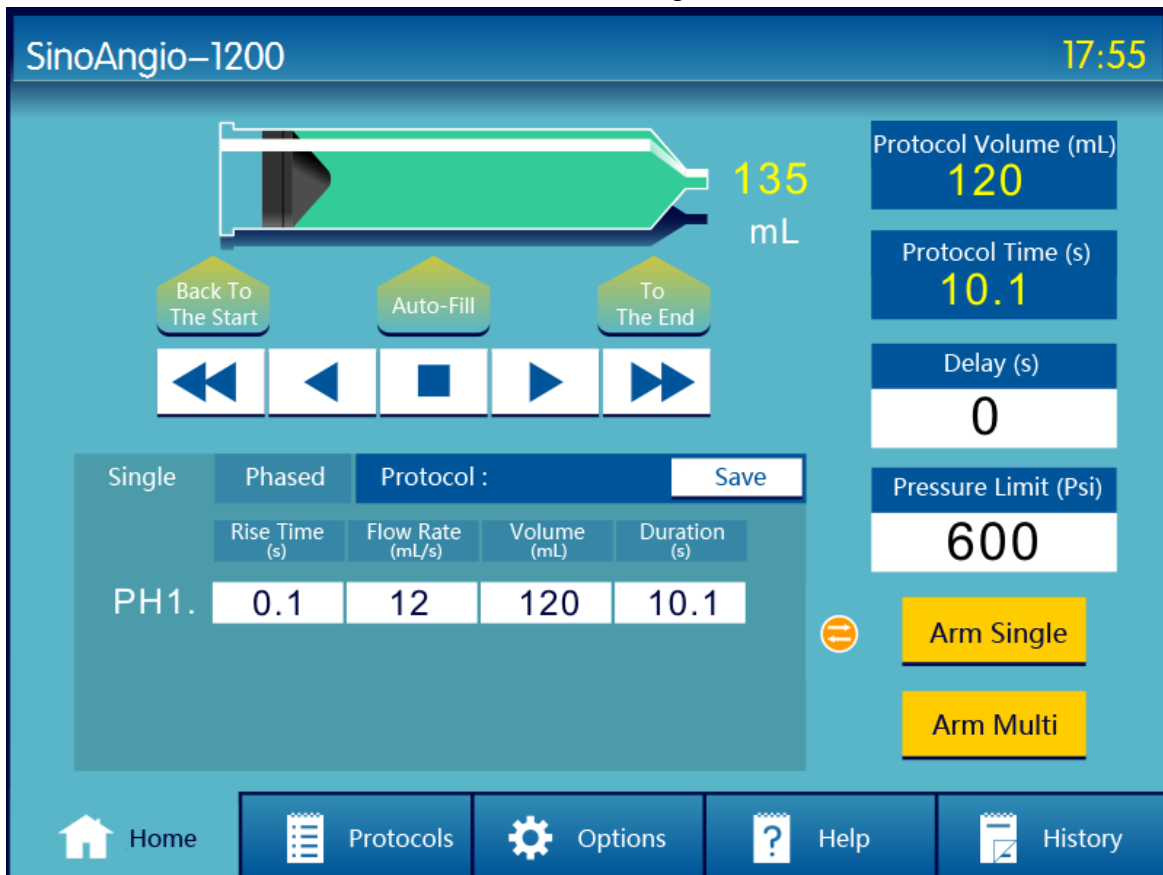 SinoAngio–1200
17:55
135
mL
Back To
The Start
Auto-Fill
To
The End
Protocol Volume (mL)
120
Protocol Time (s)
10.1
Delay (s)
0
Pressure Limit (Psi)
600
Single
Phased
Protocol :
Save
Rise Time
(s)
Flow Rate
(mL/s)
Volume
(mL)
Duration
(s)
PH1.
0.1
12
120
10.1
Arm Single
Arm Multi
Home
Protocols
Options
?
Help
History